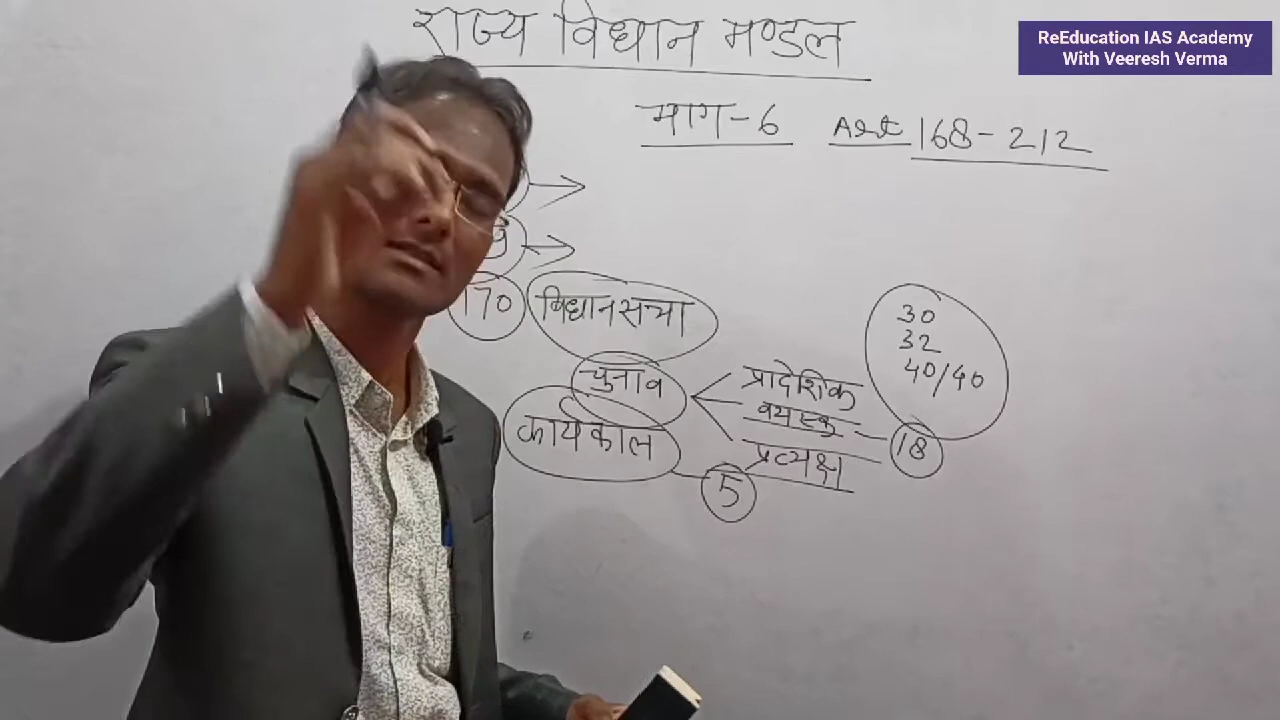 राज्य विधान मण्डल
ReEducation IAS Academy
With Veeresh Verma
भाग-6 Art 168-212
170 विधानसभा
30
32
40/40
चुनाव प्रादेशिक
वयस्क 18
कार्यकाल प्रत्यक्ष
5